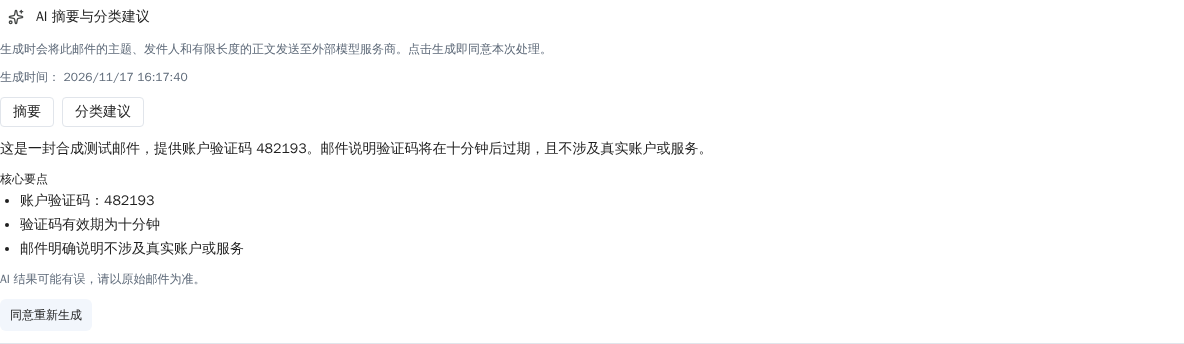 AI 摘要与分类建议
生成时会将此邮件的主题、发件人和有限长度的正文发送至外部模型服务商。点击生成即同意本次处理。
生成时间： 2026/11/17 16:17:40
摘要 分类建议
这是一封合成测试邮件，提供账户验证码 482193。邮件说明验证码将在十分钟后过期，且不涉及真实账户或服务。
核心要点
• 账户验证码：482193
• 验证码有效期为十分钟
• 邮件明确说明不涉及真实账户或服务
AI 结果可能有误，请以原始邮件为准。
同意重新生成